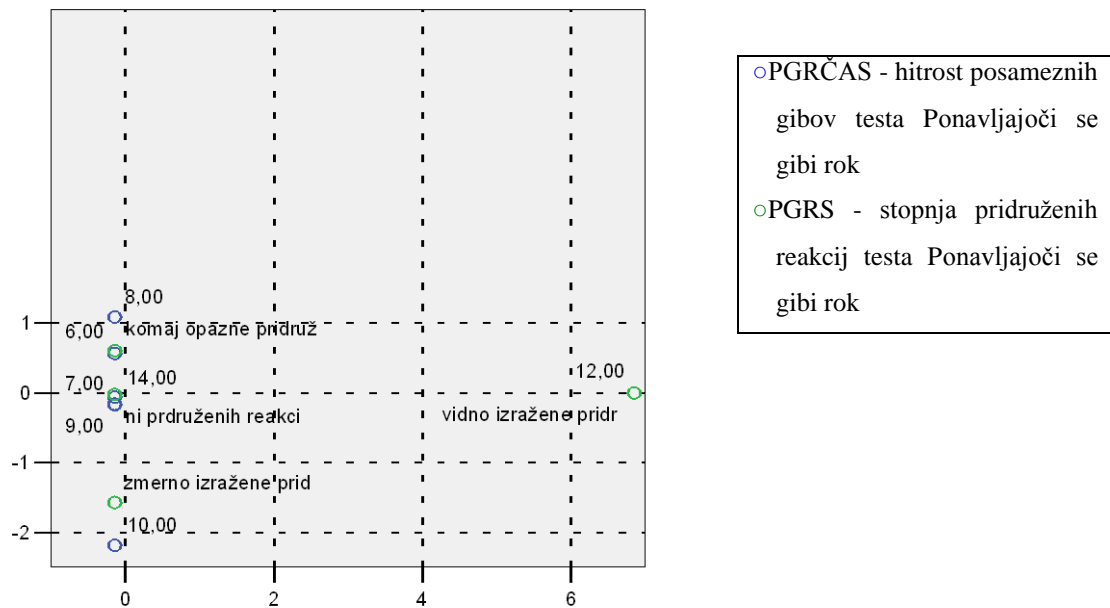 8,00
1
6,00
komaj opazne pridruž
7,00
14,00
12,00
0
9,00
ni prdruženih reakci
vidno izražene pridr
-1
zmerno izražene prid
10,00
-2
0 2 4 6
○PGRČAS - hitrost posameznih
gibov testa Ponavljajoči se
gibi rok
○PGRS - stopnja pridruženih
reakcij testa Ponavljajoči se
gibi rok